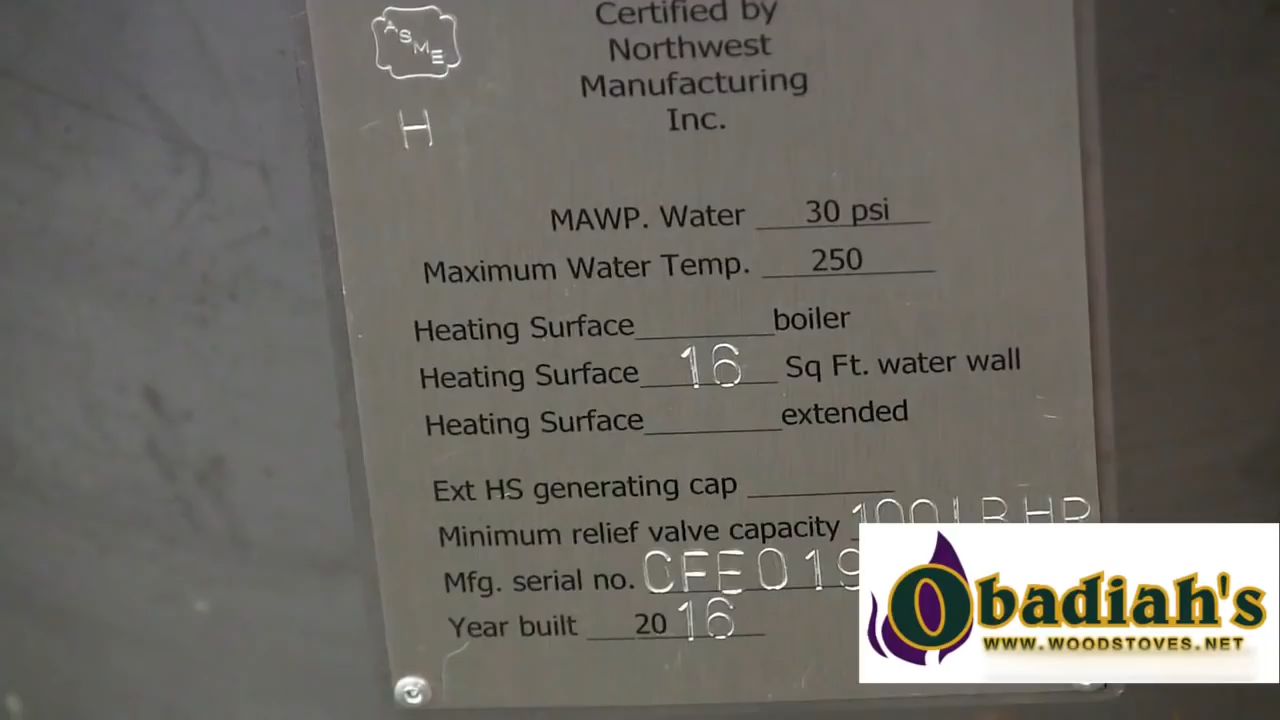 ASME
H
Certified by
Northwest
Manufacturing
Inc.
MAWP. Water 30 psi
Maximum Water Temp. 250
Heating Surface boiler
Heating Surface 16 Sq Ft. water wall
Heating Surface extended
Ext HS generating cap
Minimum relief valve capacity
Mfg. serial no. CFE019
Year built 2016
Obadiah's
WWW.WOODSTOVES.NET